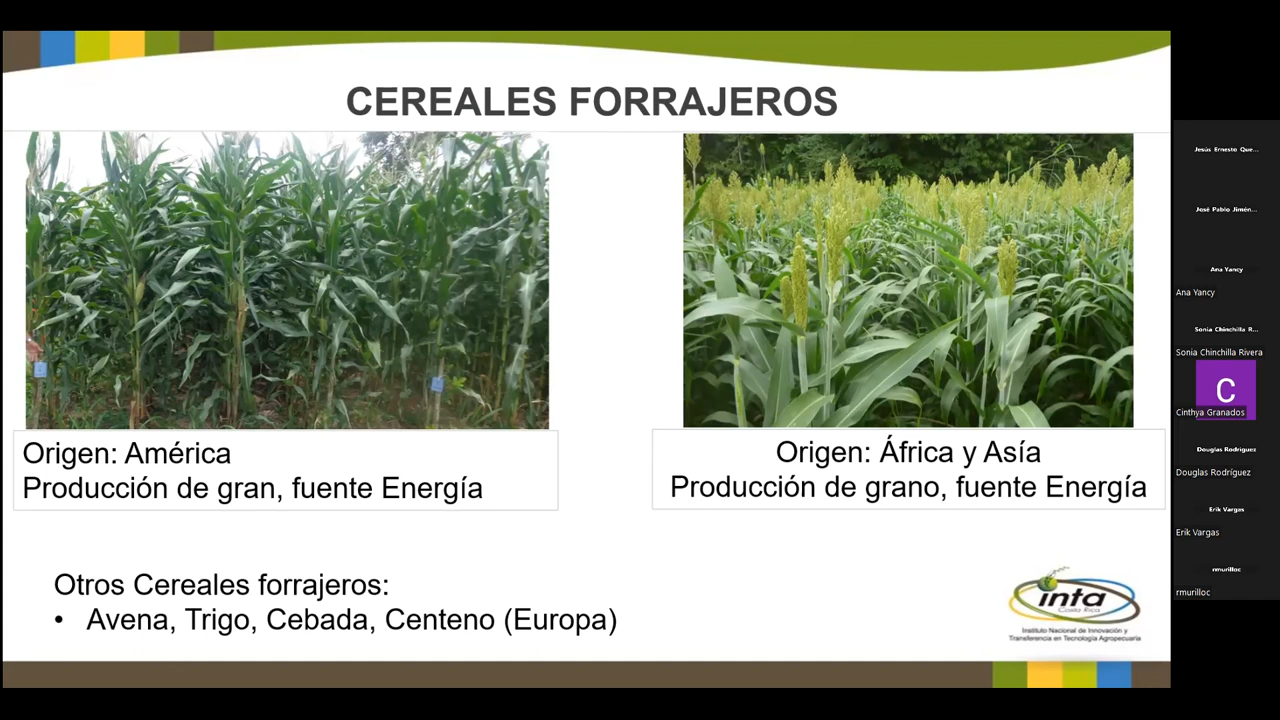 CEREALES FORRAJEROS
Origen: América
Producción de gran, fuente Energía
Origen: África y Asía
Producción de grano, fuente Energía
Otros Cereales forrajeros:
• Avena, Trigo, Cebada, Centeno (Europa)
inta
Costa Rica
Instituto Nacional de Innovación y
Transferencia en Tecnología Agropecuaria
Jesús Ernesto Que...
José Pablo Jimén...
Ana Yancy
Ana Yancy
Sonia Chinchilla R...
Sonia Chinchilla Rivera
C
Cinthya Granados
Douglas Rodríguez
Douglas Rodríguez
Erik Vargas
Erik Vargas
rmurilloc
rmurilloc